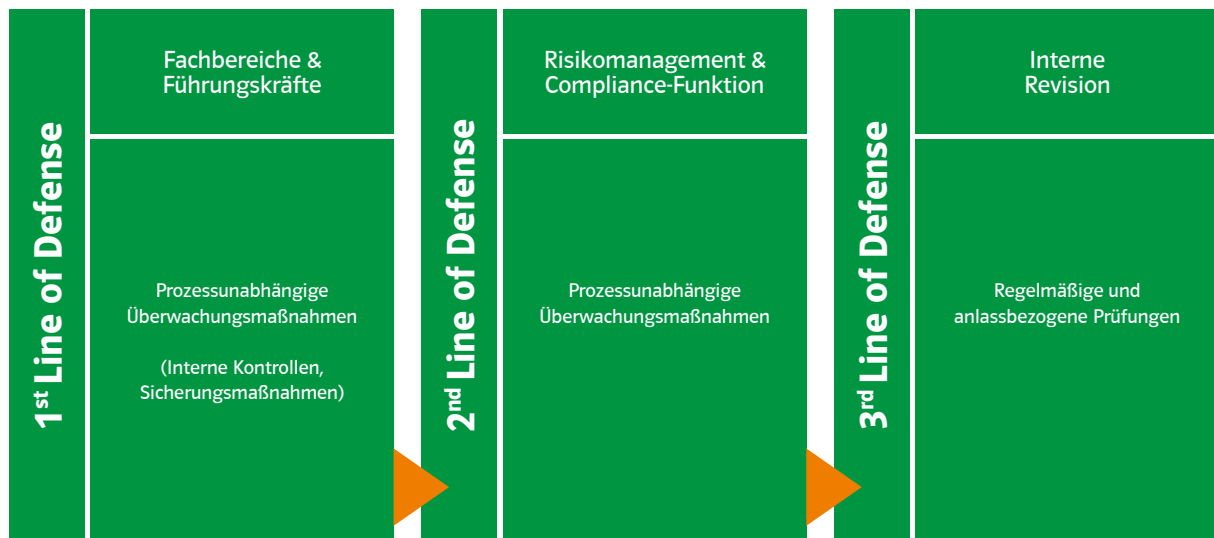 1st Line of Defense
Fachbereiche &
Führungskräfte
Prozessunabhängige
Überwachungsmaßnahmen
(Interne Kontrollen,
Sicherungsmaßnahmen)
2nd Line of Defense
Risikomanagement &
Compliance-Funktion
Prozessunabhängige
Überwachungsmaßnahmen
3rd Line of Defense
Interne
Revision
Regelmäßige und
anlassbezogene Prüfungen